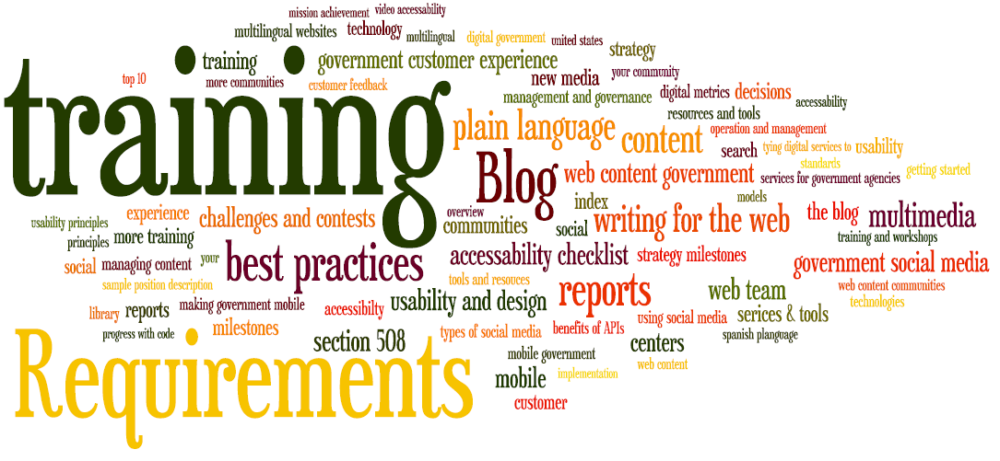 mission achievement
video accessability
multilingual websites
technology
multilingual
digital government
united states
strategy
training
government customer experience
top 10
more communities
customer feedback
new media
your community
management and governance
digital metrics
decisions
accessability
training
resources and tools
plain language
content
operation and management
search
tying digital services to
usability
standards
getting started
Blog
web content government
services for government agencies
index
models
usability principles
experience
challenges and contests
overview
communities
social
writing for the web
the blog
multimedia
principles
more training
training and workshops
social
managing content
your
best practices
accessability checklist
strategy milestones
government social media
sample position description
tools and resouces
reports
web team
web content communities
technologies
library
reports
making government mobile
accessibilty
usability and design
using social media
serices & tools
progress with code
milestones
section 508
types of social media
benefits of APIs
centers
spanish planguage
Requirements
mobile government
web content
mobile
implementation
customer